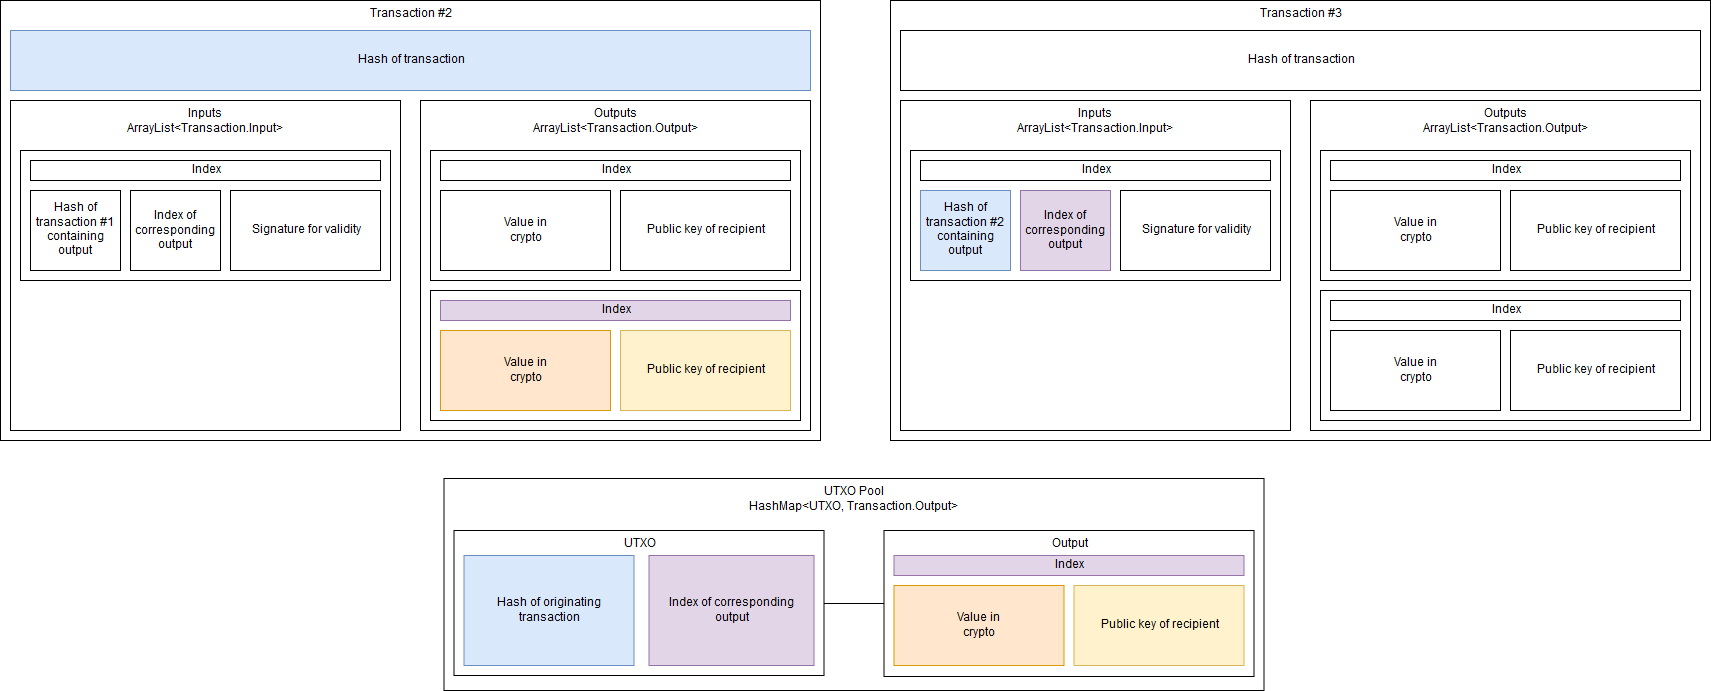 Transaction #2
Hash of transaction
Inputs
ArrayList<Transaction.Input>
Index
Hash of
transaction #1
containing
output
Index of
corresponding
output
Signature for validity
Outputs
ArrayList<Transaction.Output>
Index
Value in
crypto
Public key of recipient
Index
Value in
crypto
Public key of recipient
Transaction #3
Hash of transaction
Inputs
ArrayList<Transaction.Input>
Index
Hash of
transaction #2
containing
output
Index of
corresponding
output
Signature for validity
Outputs
ArrayList<Transaction.Output>
Index
Value in
crypto
Public key of recipient
Index
Value in
crypto
Public key of recipient
UTXO Pool
HashMap<UTXO, Transaction.Output>
UTXO
Hash of originating
transaction
Index of corresponding
output
Output
Index
Value in
crypto
Public key of recipient